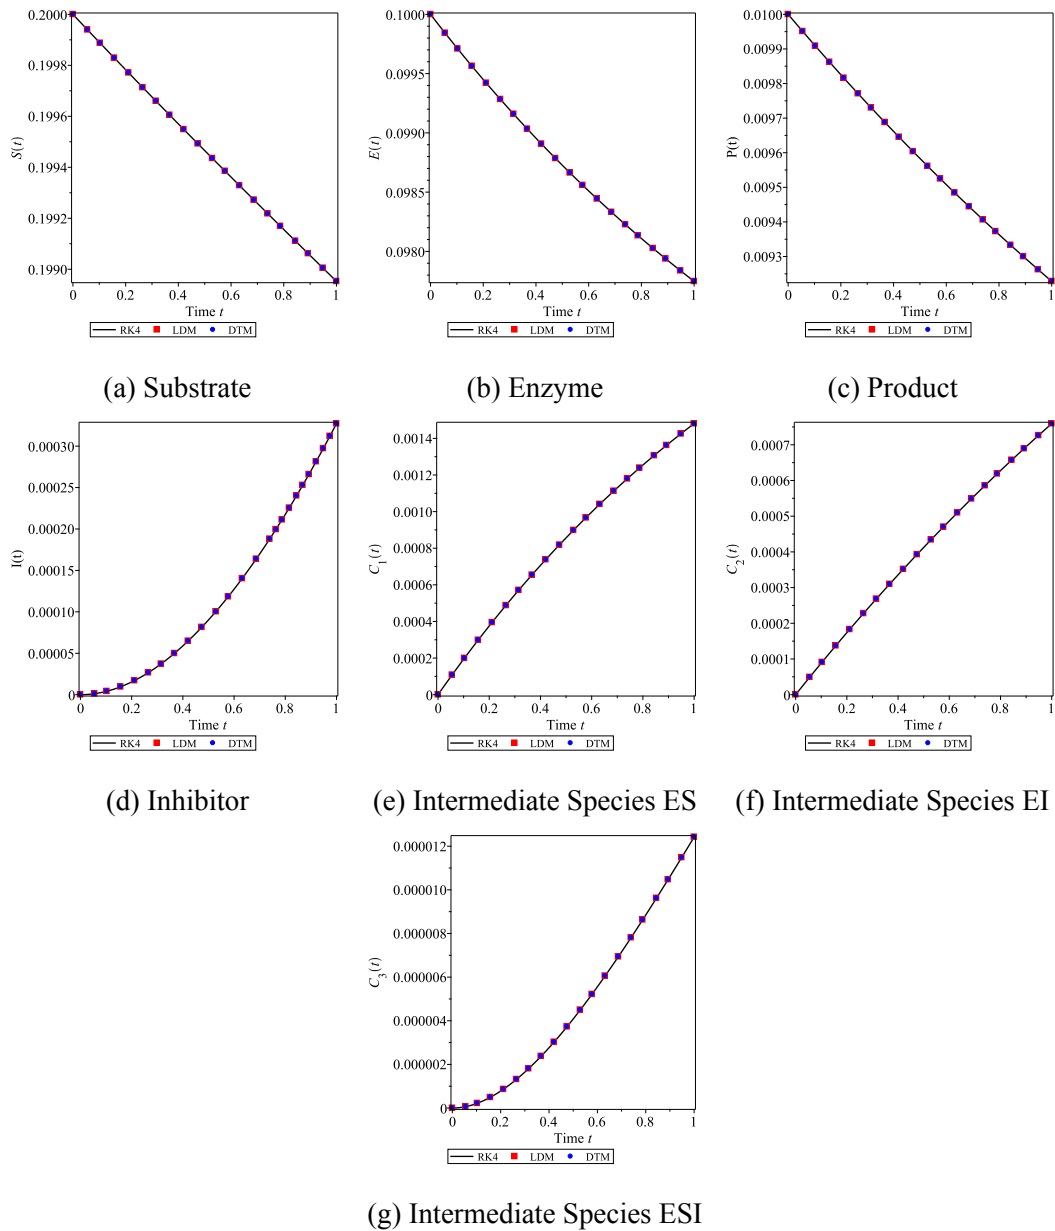 0.2000
0.1998
0.1996
0.1994
0.1992
0.1990
S(t)
0 0.2 0.4 0.6 0.8 1
Time t
RK4 LDM DTM
(a) Substrate
0.1000
0.0995
0.0990
0.0985
0.0980
E(t)
0 0.2 0.4 0.6 0.8 1
Time t
RK4 LDM DTM
(b) Enzyme
0.0100
0.0099
0.0098
0.0097
0.0096
0.0095
0.0094
0.0093
P(t)
0 0.2 0.4 0.6 0.8 1
Time t
RK4 LDM DTM
(c) Product
0.00030
0.00025
0.00020
0.00015
0.00010
0.00005
0
I(t)
0 0.2 0.4 0.6 0.8 1
Time t
RK4 LDM DTM
(d) Inhibitor
0.0014
0.0012
0.0010
0.0008
0.0006
0.0004
0.0002
0
C₁(t)
0 0.2 0.4 0.6 0.8 1
Time t
RK4 LDM DTM
(e) Intermediate Species ES
0.0007
0.0006
0.0005
0.0004
0.0003
0.0002
0.0001
0
C₂(t)
0 0.2 0.4 0.6 0.8 1
Time t
RK4 LDM DTM
(f) Intermediate Species EI
0.000012
0.000010
0.000008
0.000006
0.000004
0.000002
0
C₃(t)
0 0.2 0.4 0.6 0.8 1
Time t
RK4 LDM DTM
(g) Intermediate Species ESI